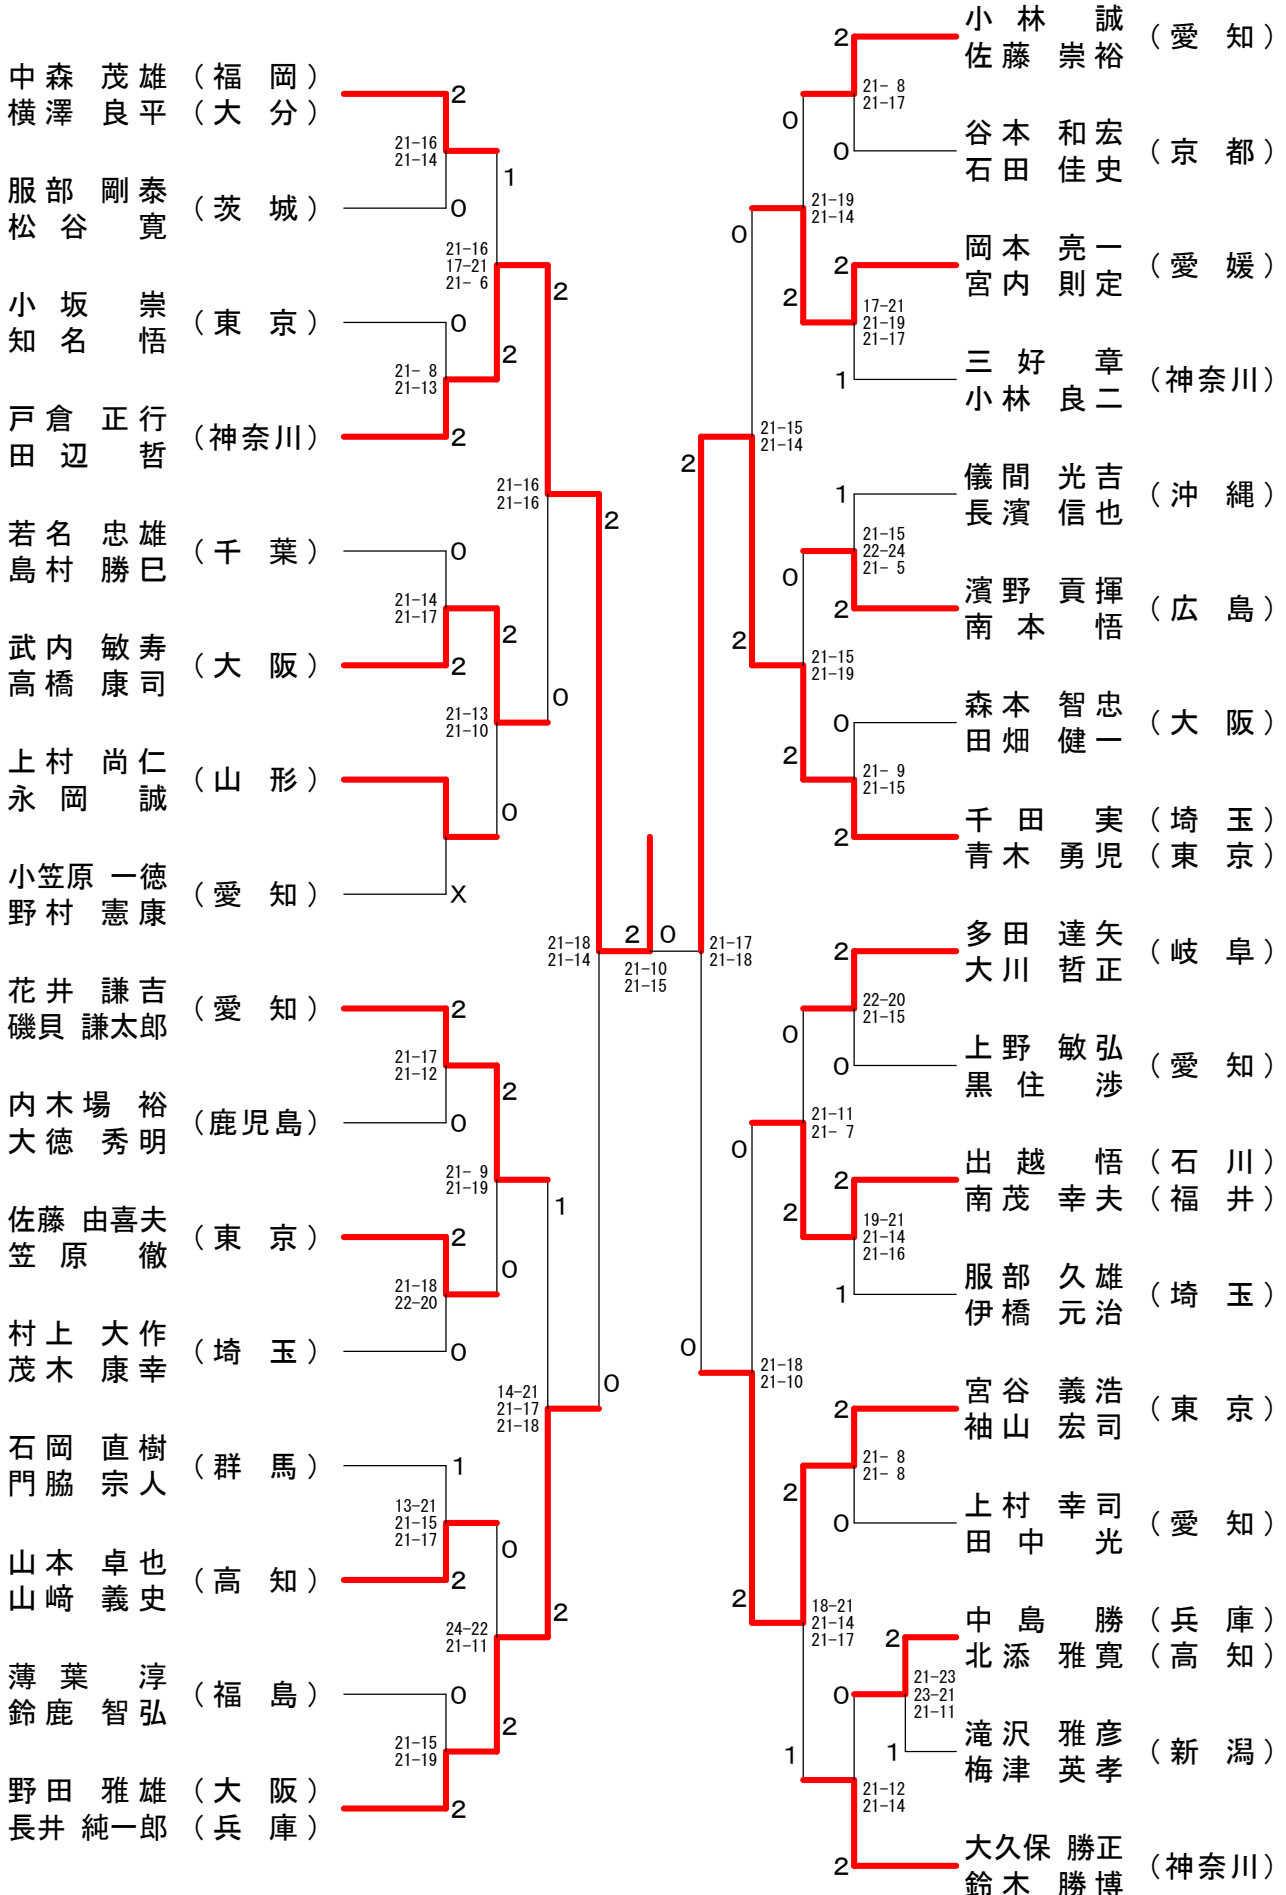 中森 茂雄 （福 岡）
横澤 良平 （大 分）
2
21-16
21-14
1
服部 剛泰
松谷 寛
（茨 城）
0
21-16
17-21
21- 6
2
小坂 崇
知名 悟
（東 京）
0
21- 8
21-13
2
戸倉 正行
田辺 哲
（神奈川）
2
21-16
21-16
2
若名 忠雄
島村 勝巳
（千 葉）
0
21-14
21-17
2
武内 敏寿
高橋 康司
（大 阪）
2
21-13
21-10
0
上村 尚仁
永岡 誠
（山 形）
0
小笠原 一徳
野村 憲康
（愛 知）
X
21-18
21-14
2 0
21-10
21-15
花井 謙吉
磯貝 謙太郎
（愛 知）
2
21-17
21-12
2
内木場 裕
大徳 秀明
（鹿児島）
0
21- 9
21-19
1
佐藤 由喜夫
笠原 徹
（東 京）
2
21-18
22-20
0
村上 大作
茂木 康幸
（埼 玉）
0
14-21
21-17
21-18
0
石岡 直樹
門脇 宗人
（群 馬）
1
13-21
21-15
21-17
0
山本 卓也
山﨑 義史
（高 知）
2
24-22
21-11
2
薄葉 淳
鈴鹿 智弘
（福 島）
0
21-15
21-19
2
野田 雅雄 （大 阪）
長井 純一郎 （兵 庫）
2
小林 誠
佐藤 崇裕
（愛 知）
2
21- 8
21-17
0
谷本 和宏
石田 佳史
（京 都）
0
21-19
21-14
0
岡本 亮一
宮内 則定
（愛 媛）
2
17-21
21-19
21-17
2
三好 章
小林 良二
（神奈川）
1
21-15
21-14
2
儀間 光吉
長濱 信也
（沖 縄）
1
21-15
22-24
21- 5
0
濱野 貢揮
南本 悟
（広 島）
2
21-15
21-19
2
森本 智忠
田畑 健一
（大 阪）
0
21- 9
21-15
2
千田 実 （埼 玉）
青木 勇児 （東 京）
2
21-17
21-18
多田 達矢
大川 哲正
（岐 阜）
2
22-20
21-15
0
上野 敏弘
黒住 渉
（愛 知）
0
21-11
21- 7
0
出越 悟 （石 川）
南茂 幸夫 （福 井）
2
19-21
21-14
21-16
2
服部 久雄
伊橋 元治
（埼 玉）
1
21-18
21-10
0
宮谷 義浩
袖山 宏司
（東 京）
2
21- 8
21- 8
2
上村 幸司
田中 光
（愛 知）
0
18-21
21-14
21-17
2
中島 勝 （兵 庫）
北添 雅寛 （高 知）
2
21-23
23-21
21-11
0
滝沢 雅彦
梅津 英孝
（新 潟）
1
21-12
21-14
1
大久保 勝正
鈴木 勝博
（神奈川）
2